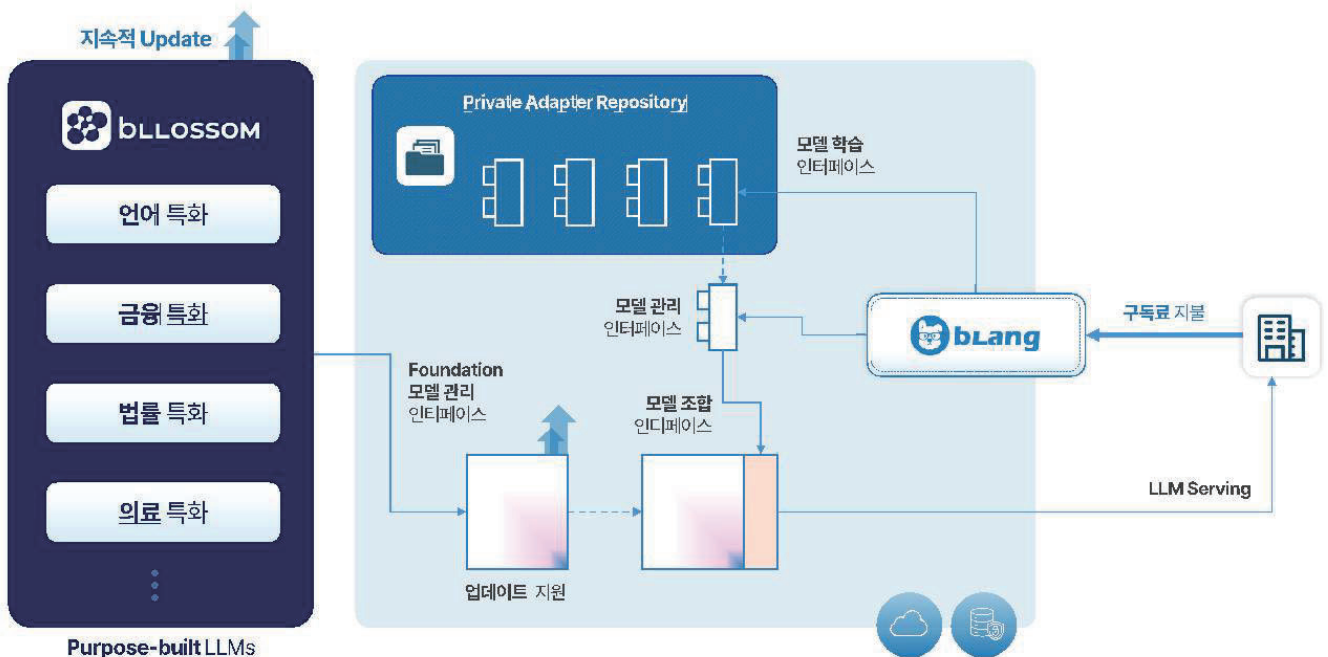 지속적 Update
bLLOSSOM
언어 특화
금융 특화
법률 특화
의료 특화
Purpose-built LLMs
Private Adapter Repository
모델 학습
인터페이스
모델 관리
인터페이스
bLang
구독료 지불
Foundation
모델 관리
인터페이스
모델 조합
인터페이스
LLM Serving
업데이트 지원